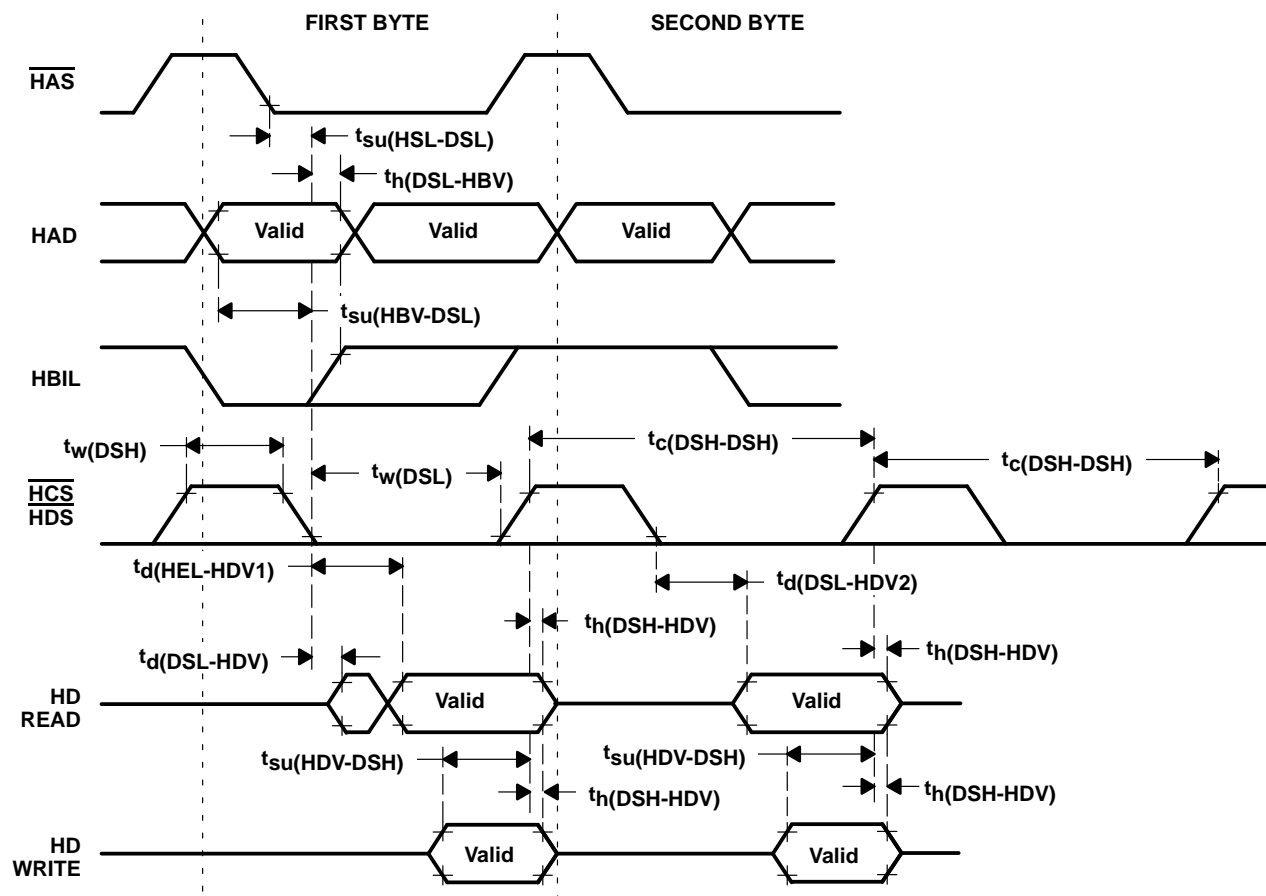 FIRST BYTE SECOND BYTE
HAS
tsu(HSL-DSL)
th(DSL-HBV)
HAD Valid Valid Valid
tsu(HBV-DSL)
HBIL
tw(DSH) tc(DSH-DSH)
tw(DSL) tc(DSH-DSH)
HCS
HDS
td(HEL-HDV1) td(DSL-HDV2)
th(DSH-HDV)
td(DSL-HDV) th(DSH-HDV)
HD
READ Valid Valid
tsu(HDV-DSH) tsu(HDV-DSH)
th(DSH-HDV) th(DSH-HDV)
HD
WRITE Valid Valid